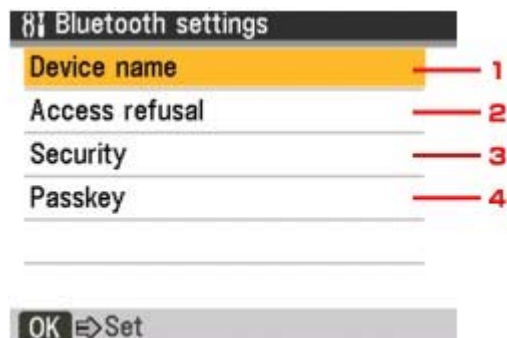 Bluetooth settings
Device name 1
Access refusal 2
Security 3
Passkey 4
OK Set